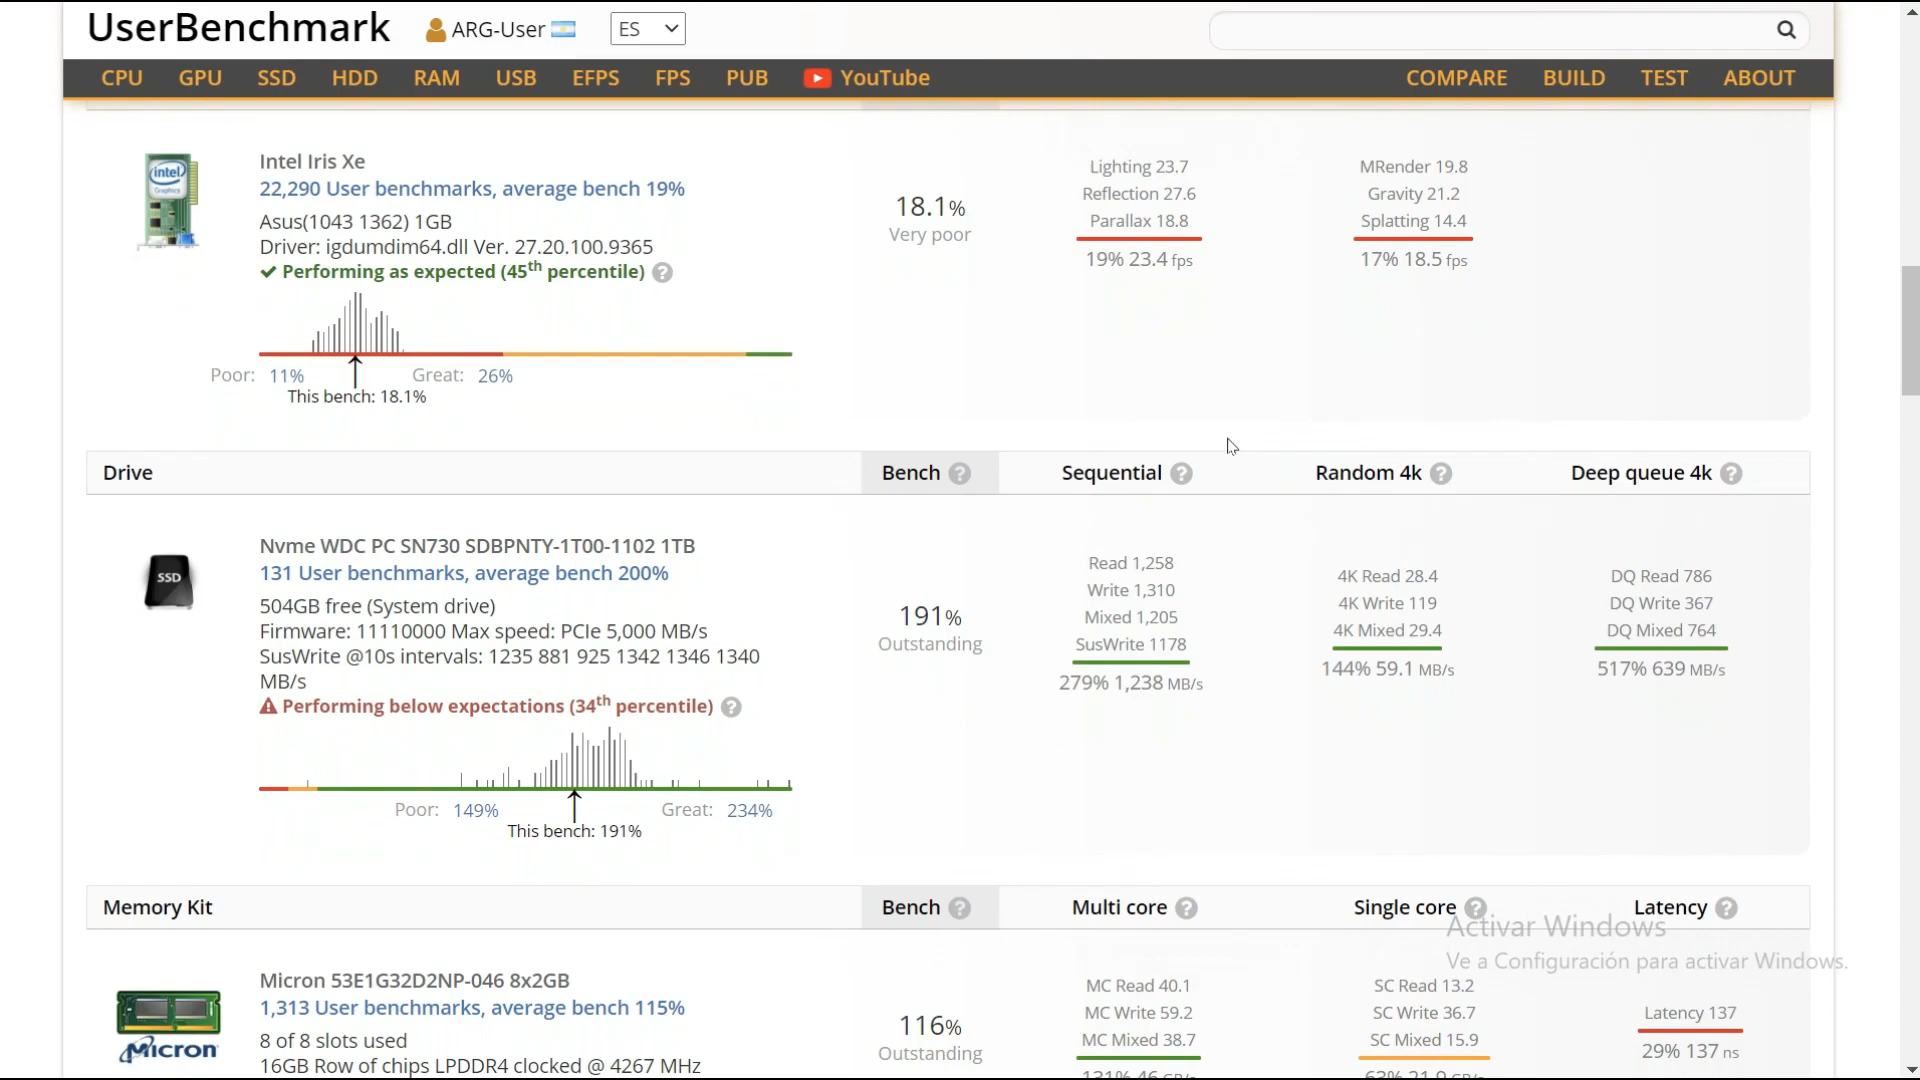 UserBenchmark ARG-User ES
CPU GPU SSD HDD RAM USB EFPS FPS PUB YouTube COMPARE BUILD TEST ABOUT
intel
Graphics
Intel Iris Xe
22,290 User benchmarks, average bench 19%
Asus(1043 1362) 1GB
Driver: igdumdim64.dll Ver. 27.20.100.9365
✔ Performing as expected (45th percentile) ?
Poor: 11% Great: 26%
This bench: 18.1%
18.1%
Very poor
Lighting 23.7
Reflection 27.6
Parallax 18.8
19% 23.4 fps
MRender 19.8
Gravity 21.2
Splatting 14.4
17% 18.5 fps
Drive Bench ? Sequential ? Random 4k ? Deep queue 4k ?
SSD
Nvme WDC PC SN730 SDBPNTY-1T00-1102 1TB
131 User benchmarks, average bench 200%
504GB free (System drive)
Firmware: 11110000 Max speed: PCIe 5,000 MB/s
SusWrite @10s intervals: 1235 881 925 1342 1346 1340
MB/s
Performing below expectations (34th percentile) ?
Poor: 149% Great: 234%
This bench: 191%
191%
Outstanding
Read 1,258
Write 1,310
Mixed 1,205
SusWrite 1178
279% 1,238 MB/s
4K Read 28.4
4K Write 119
4K Mixed 29.4
144% 59.1 MB/s
DQ Read 786
DQ Write 367
DQ Mixed 764
517% 639 MB/s
Memory Kit Bench ? Multi core ? Single core ? Latency ?
Micron
Micron 53E1G32D2NP-046 8x2GB
1,313 User benchmarks, average bench 115%
8 of 8 slots used
16GB Row of chips LPDDR4 clocked @ 4267 MHz
116%
Outstanding
MC Read 40.1
MC Write 59.2
MC Mixed 38.7
131% 46 GB/s
SC Read 13.2
SC Write 36.7
SC Mixed 15.9
63% 21.9 GB/s
Latency 137
29% 137 ns
Activar Windows
Ve a Configuración para activar Windows.